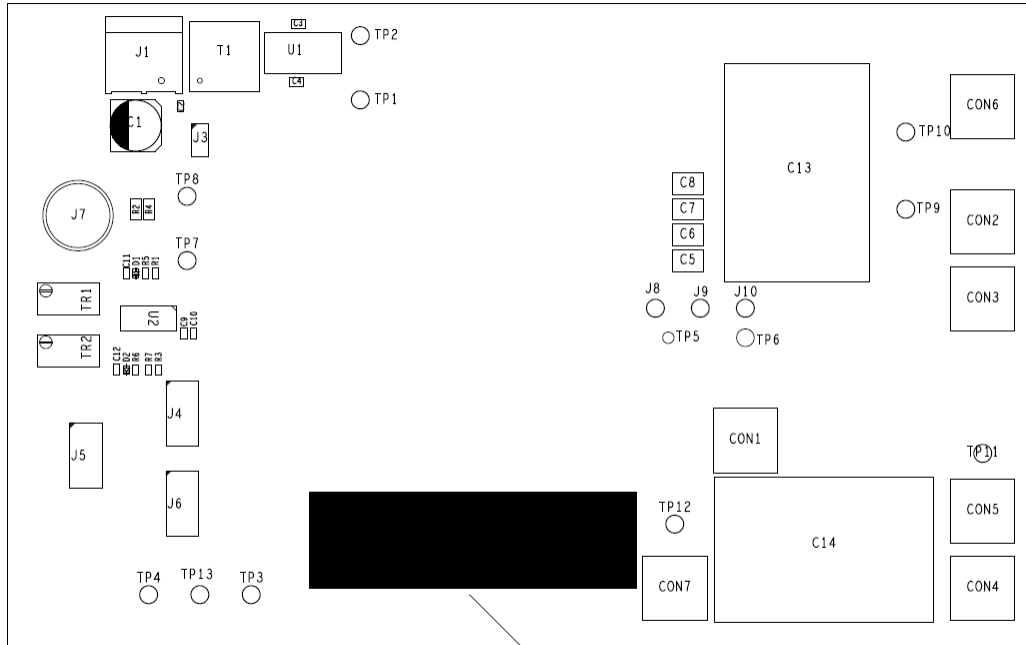 C3
TP2
J1
T1
U1
C4
TP1
CON6
C1
J3
TP10
C13
TP8
C8
R2
R4
C7
J7
TP9
CON2
C6
TP7
C5
C11
D1
R5
R1
J8
J9
J10
CON3
TR1
U2
C9
C10
TP5
TP6
TR2
C12
D2
R6
R7
R3
J4
CON1
J5
TP11
J6
TP12
CON5
C14
TP4
TP13
TP3
CON7
CON4